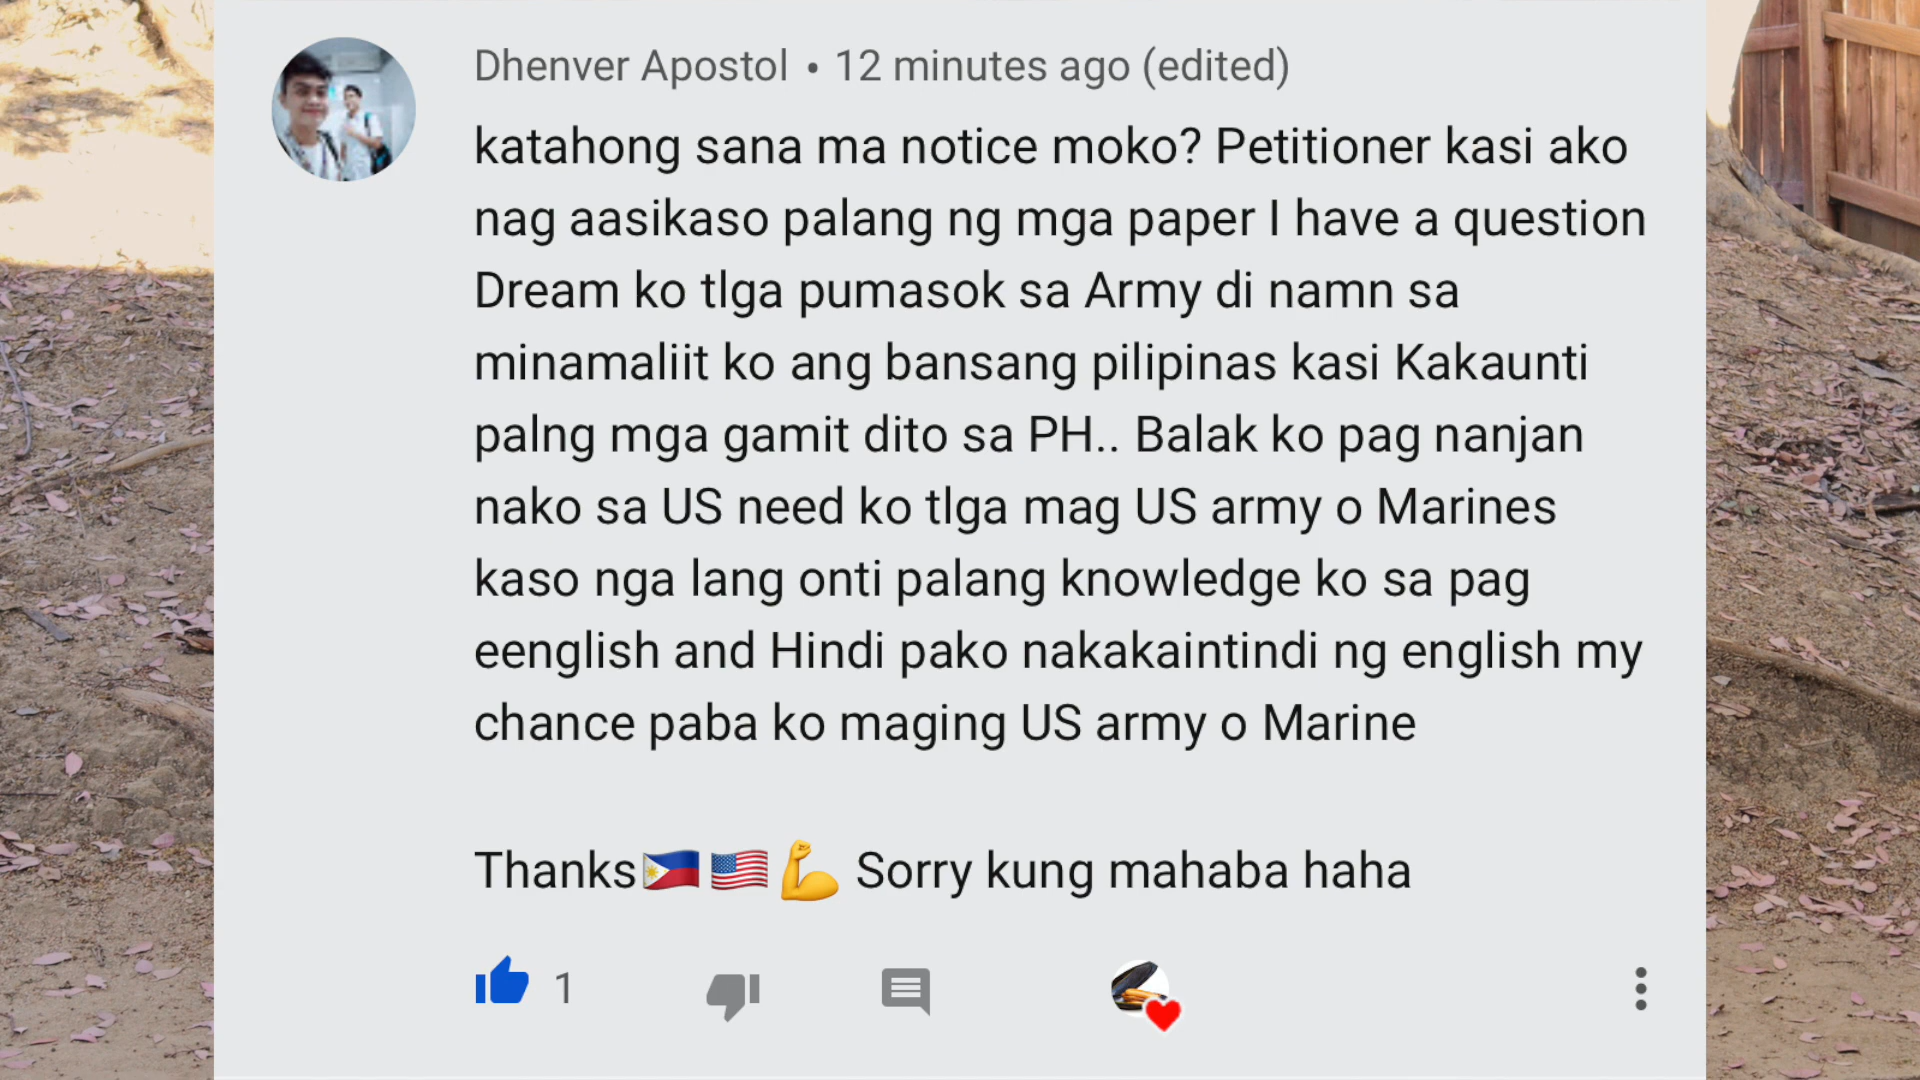 Dhenver Apostol • 12 minutes ago (edited)
katahong sana ma notice moko? Petitioner kasi ako
nag aasikaso palang ng mga paper I have a question
Dream ko tlga pumasok sa Army di namn sa
minamaliit ko ang bansang pilipinas kasi Kakaunti
palng mga gamit dito sa PH.. Balak ko pag nanjan
nako sa US need ko tlga mag US army o Marines
kaso nga lang onti palang knowledge ko sa pag
eenglish and Hindi pako nakakaintindi ng english my
chance paba ko maging US army o Marine
Thanks🇵🇭🇺🇸💪 Sorry kung mahaba haha
1